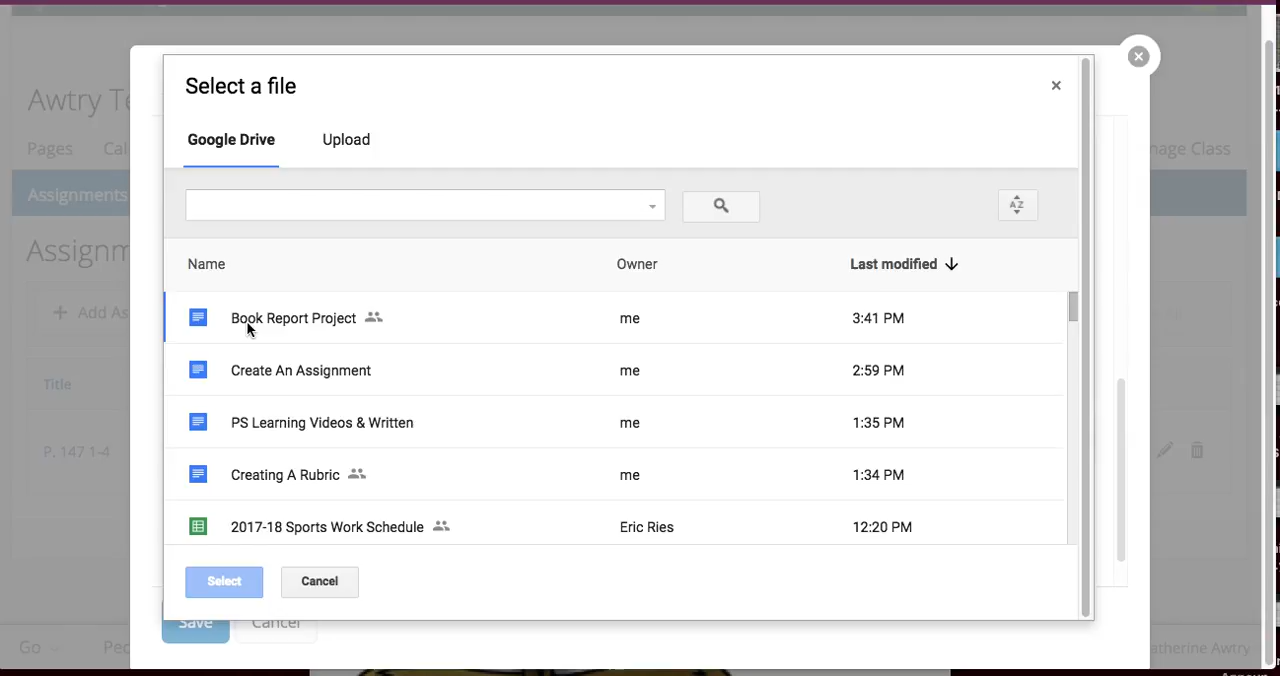 Select a file
Google Drive Upload
Awtry Te
Pages Cal nage Class
Assignments
AZ
Assignm
Name Owner Last modified
+ Add As
Book Report Project me 3:41 PM
Title
Create An Assignment me 2:59 PM
PS Learning Videos & Written me 1:35 PM
P. 147 1-4
Creating A Rubric me 1:34 PM
2017-18 Sports Work Schedule Eric Ries 12:20 PM
Select Cancel
Save Cancel
Go Peo atherine Awtry